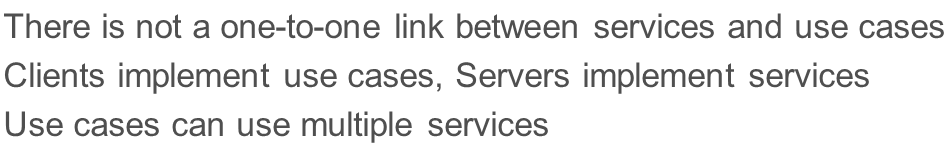 There is not a one-to-one link between services and use cases
Clients implement use cases, Servers implement services
Use cases can use multiple services